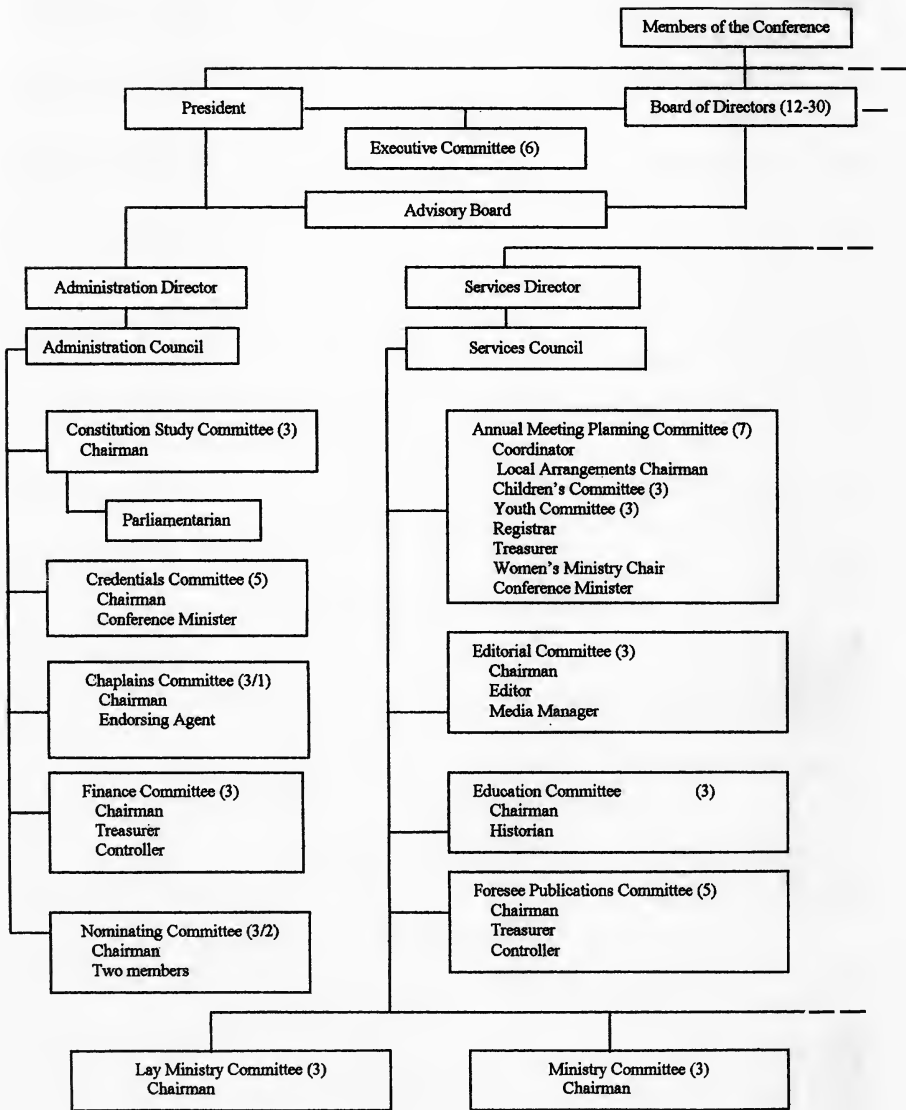 Members of the Conference
President
Board of Directors (12-30)
Executive Committee (6)
Advisory Board
Administration Director
Administration Council
Constitution Study Committee (3)
Chairman
Parliamentarian
Credentials Committee (5)
Chairman
Conference Minister
Chaplains Committee (3/1)
Chairman
Endorsing Agent
Finance Committee (3)
Chairman
Treasurer
Controller
Nominating Committee (3/2)
Chairman
Two members
Services Director
Services Council
Annual Meeting Planning Committee (7)
Coordinator
Local Arrangements Chairman
Children's Committee (3)
Youth Committee (3)
Registrar
Treasurer
Women's Ministry Chair
Conference Minister
Editorial Committee (3)
Chairman
Editor
Media Manager
Education Committee (3)
Chairman
Historian
Foresee Publications Committee (5)
Chairman
Treasurer
Controller
Lay Ministry Committee (3)
Chairman
Ministry Committee (3)
Chairman